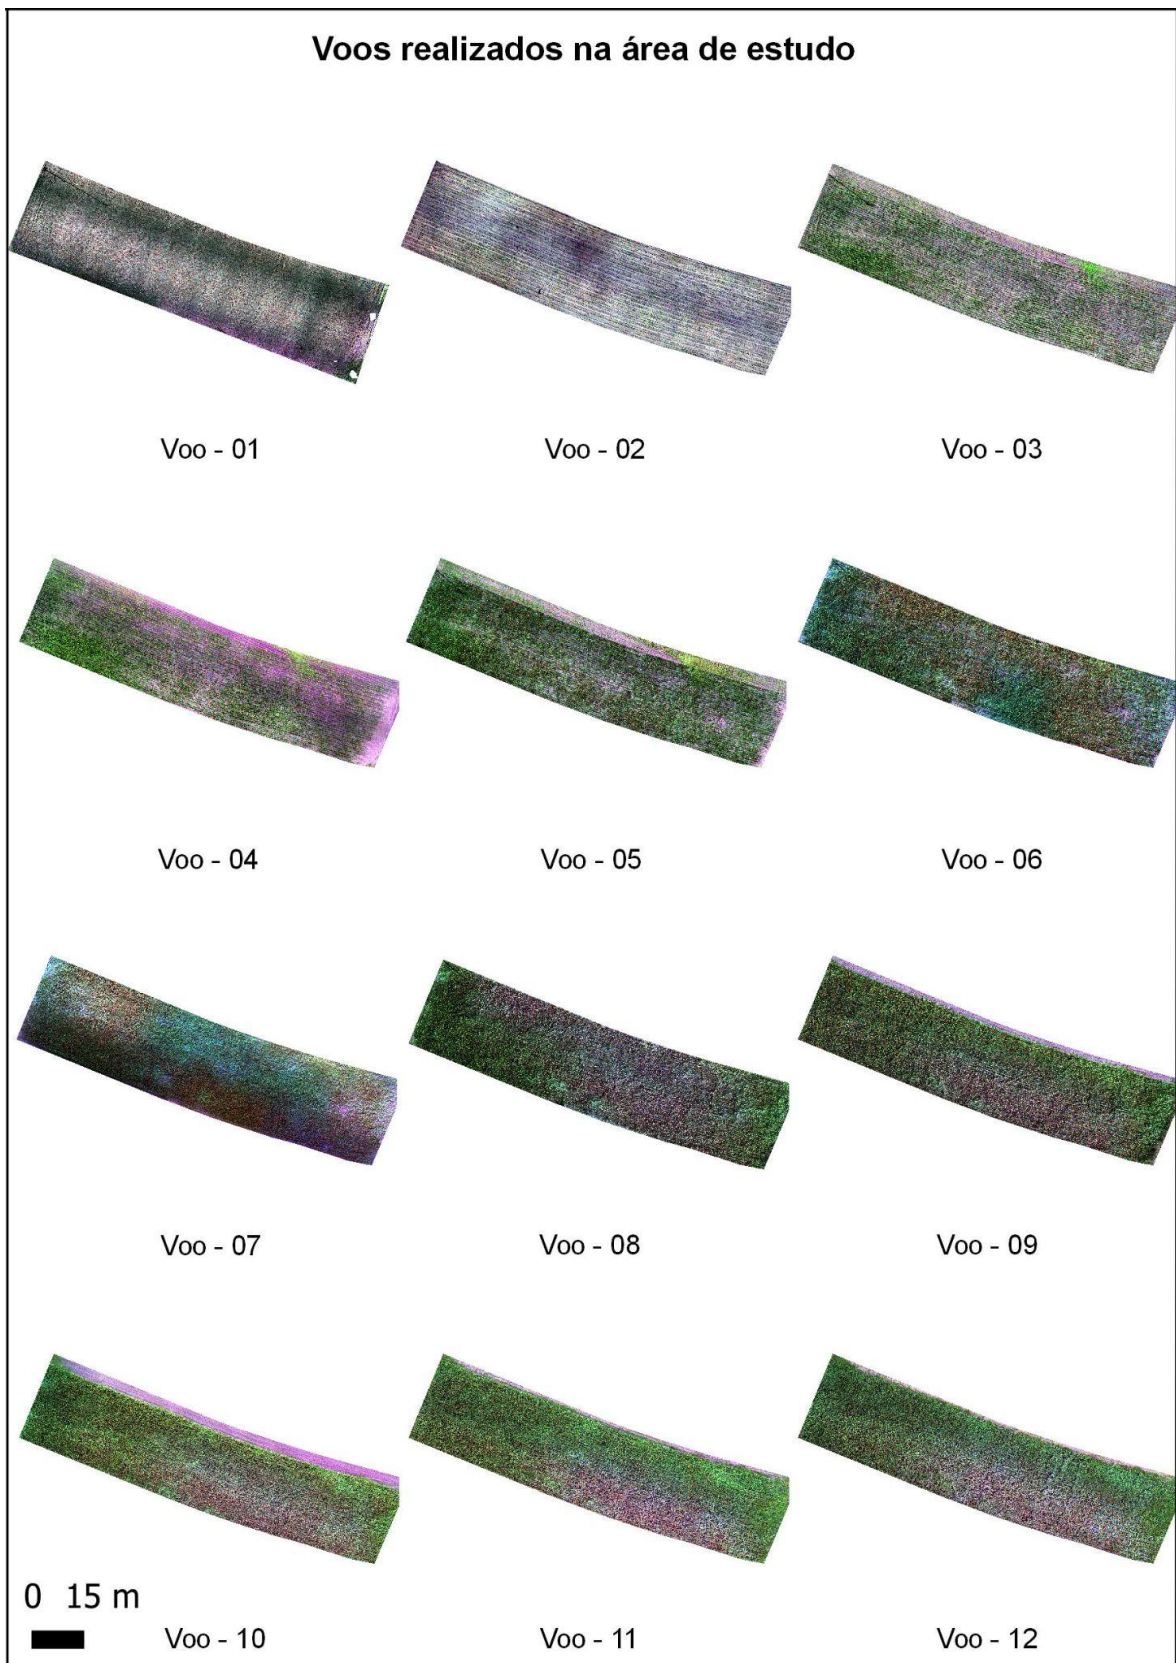 Voos realizados na área de estudo
Voo - 01
Voo - 02
Voo - 03
Voo - 04
Voo - 05
Voo - 06
Voo - 07
Voo - 08
Voo - 09
0 15 m
Voo - 10
Voo - 11
Voo - 12